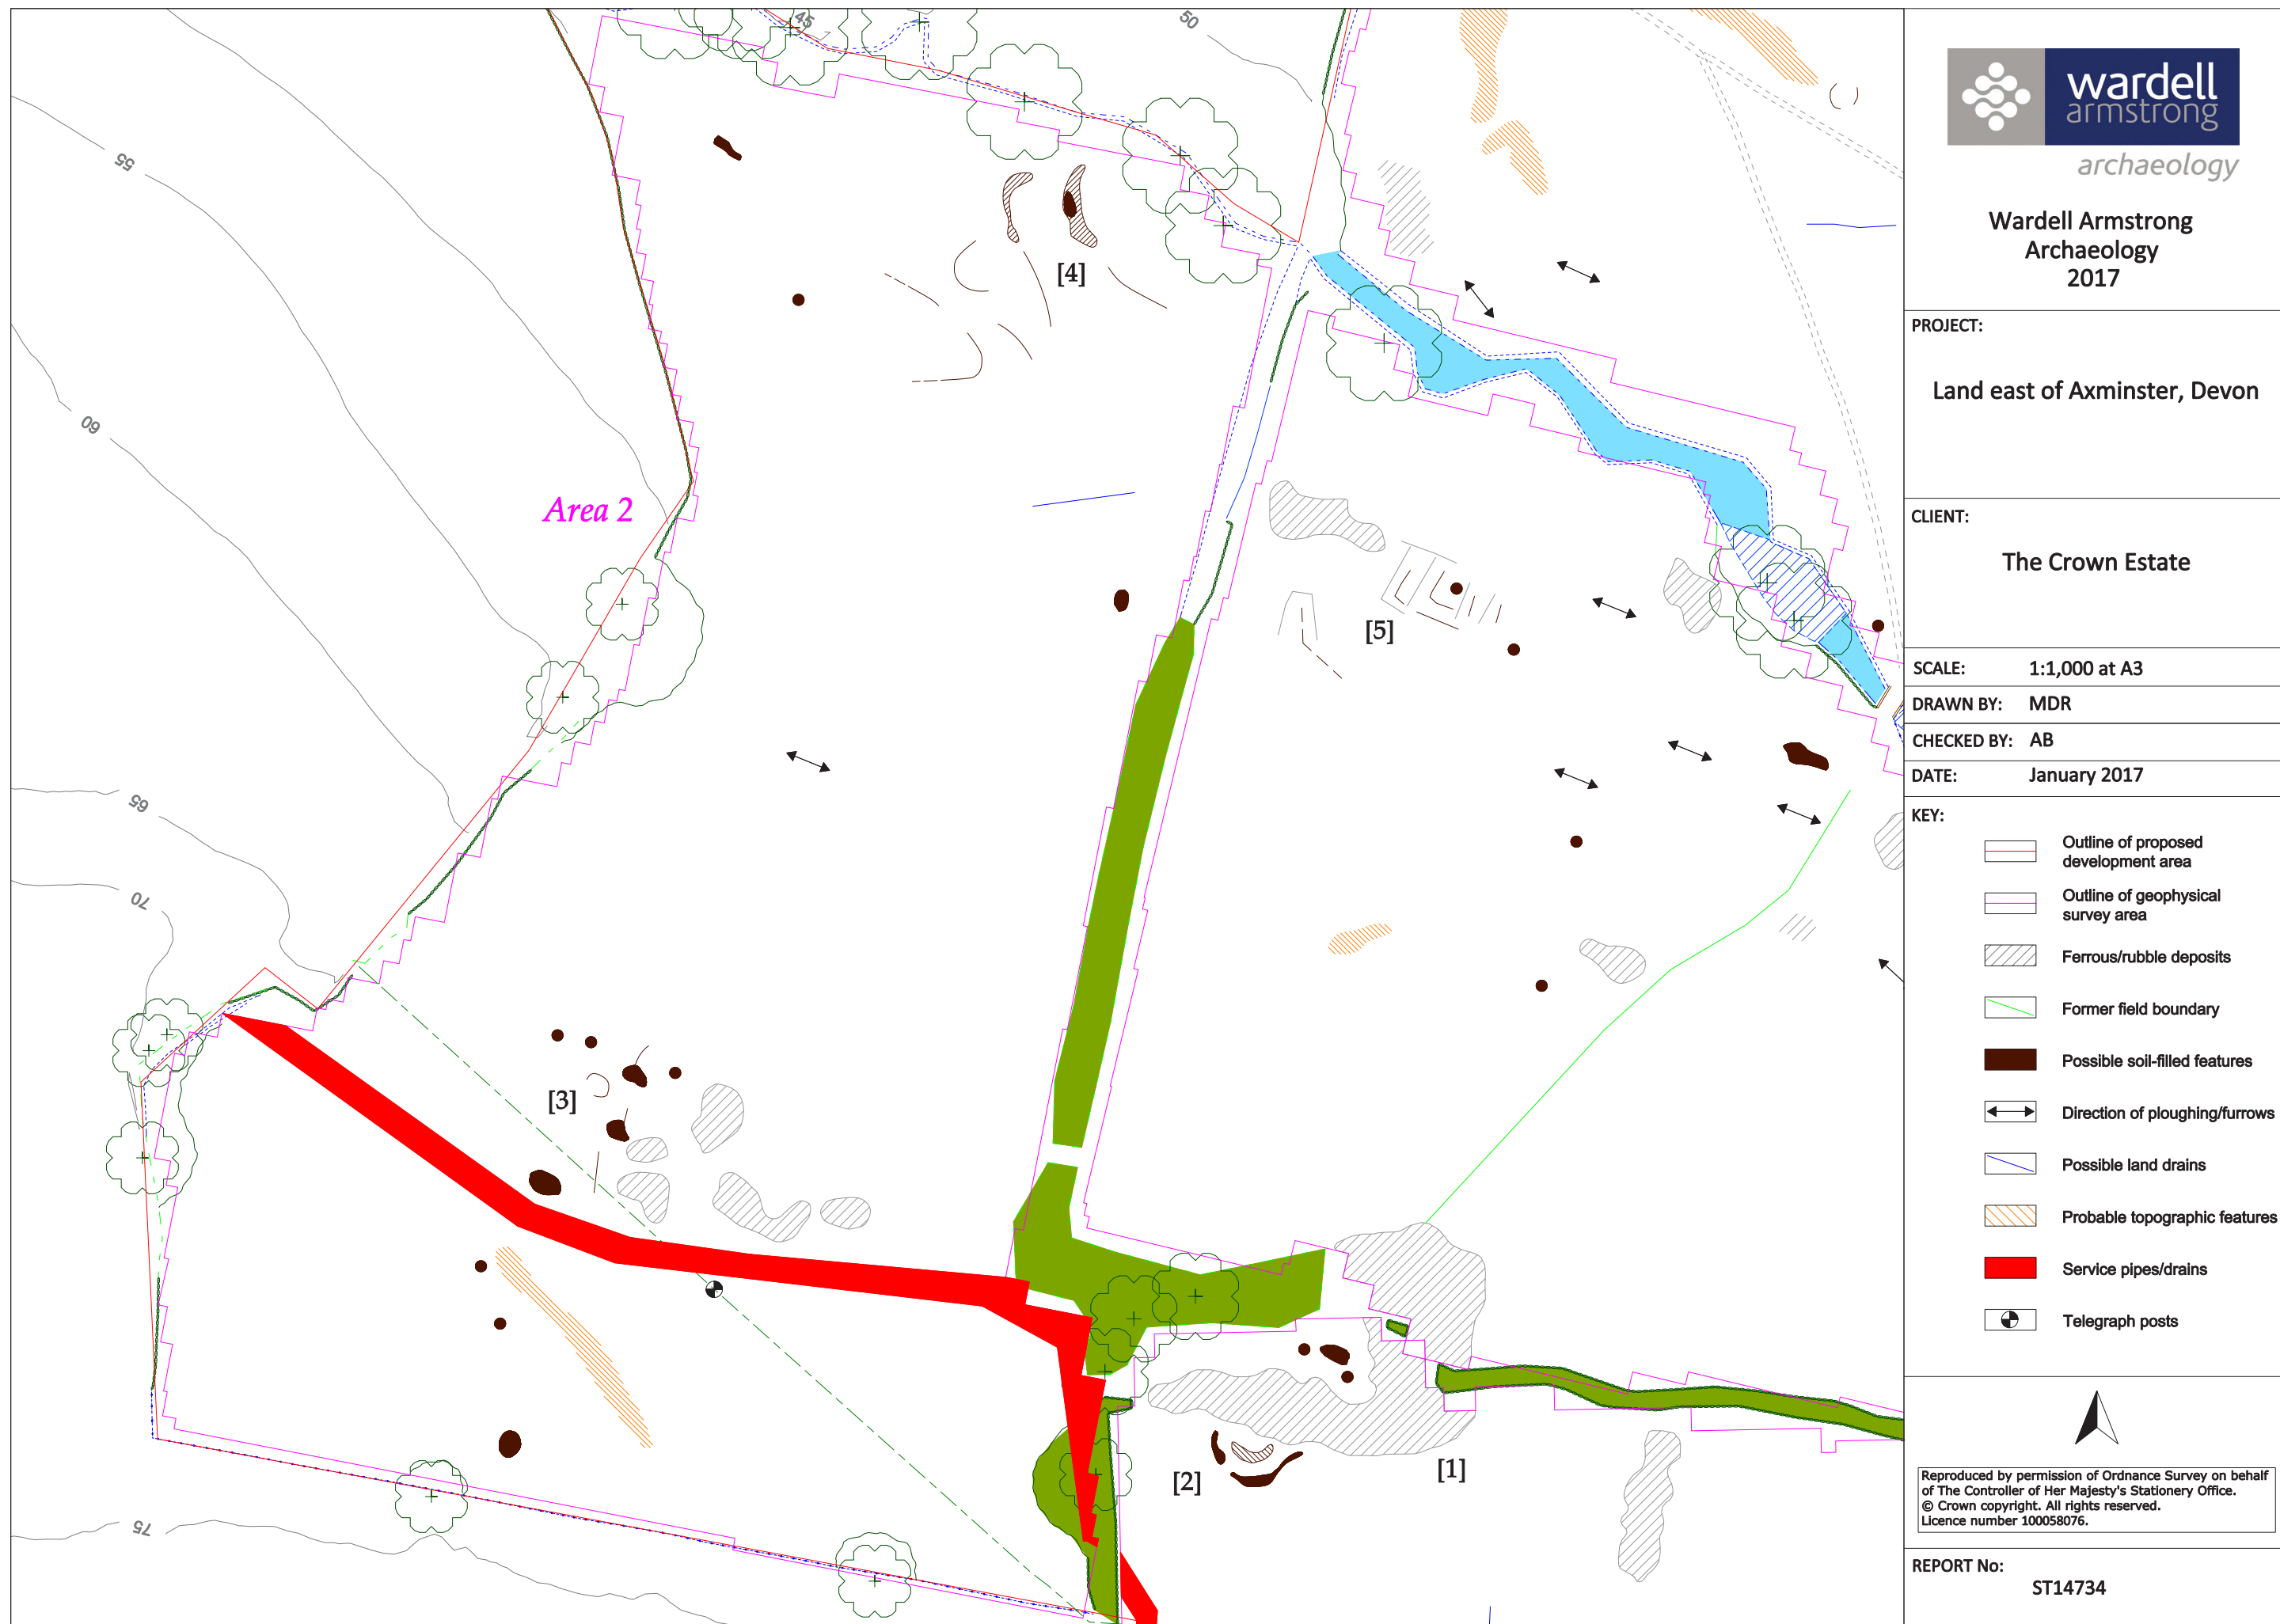 45
50
55
60
65
70
75
Area 2
[4]
[5]
[3]
[2]
[1]
wardell
armstrong
archaeology
Wardell Armstrong
Archaeology
2017
PROJECT:
Land east of Axminster, Devon
CLIENT:
The Crown Estate
SCALE: 1:1,000 at A3
DRAWN BY: MDR
CHECKED BY: AB
DATE: January 2017
KEY:
Outline of proposed
development area
Outline of geophysical
survey area
Ferrous/rubble deposits
Former field boundary
Possible soil-filled features
Direction of ploughing/furrows
Possible land drains
Probable topographic features
Service pipes/drains
Telegraph posts
Reproduced by permission of Ordnance Survey on behalf
of The Controller of Her Majesty's Stationery Office.
© Crown copyright. All rights reserved.
Licence number 100058076.
REPORT No:
ST14734